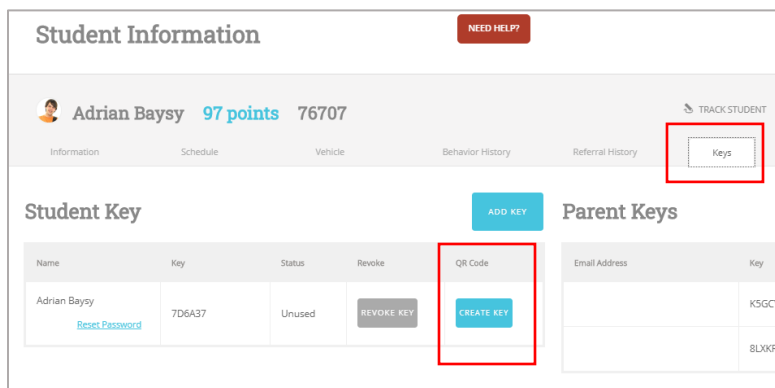 Student Information
NEED HELP?
Adrian Baysy 97 points 76707
TRACK STUDENT
Information Schedule Vehicle Behavior History Referral History Keys
Student Key
ADD KEY
Parent Keys
Name Key Status Revoke QR Code
Email Address Key
Adrian Baysy
Reset Password
7D6A37 Unused REVOKE KEY CREATE KEY